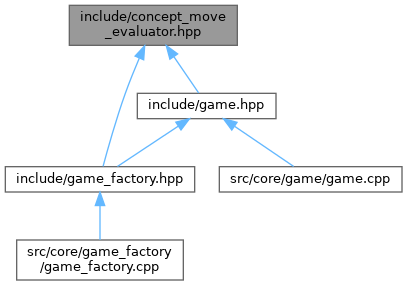 include/concept_move
_evaluator.hpp
include/game.hpp
include/game_factory.hpp
src/core/game/game.cpp
src/core/game_factory
/game_factory.cpp